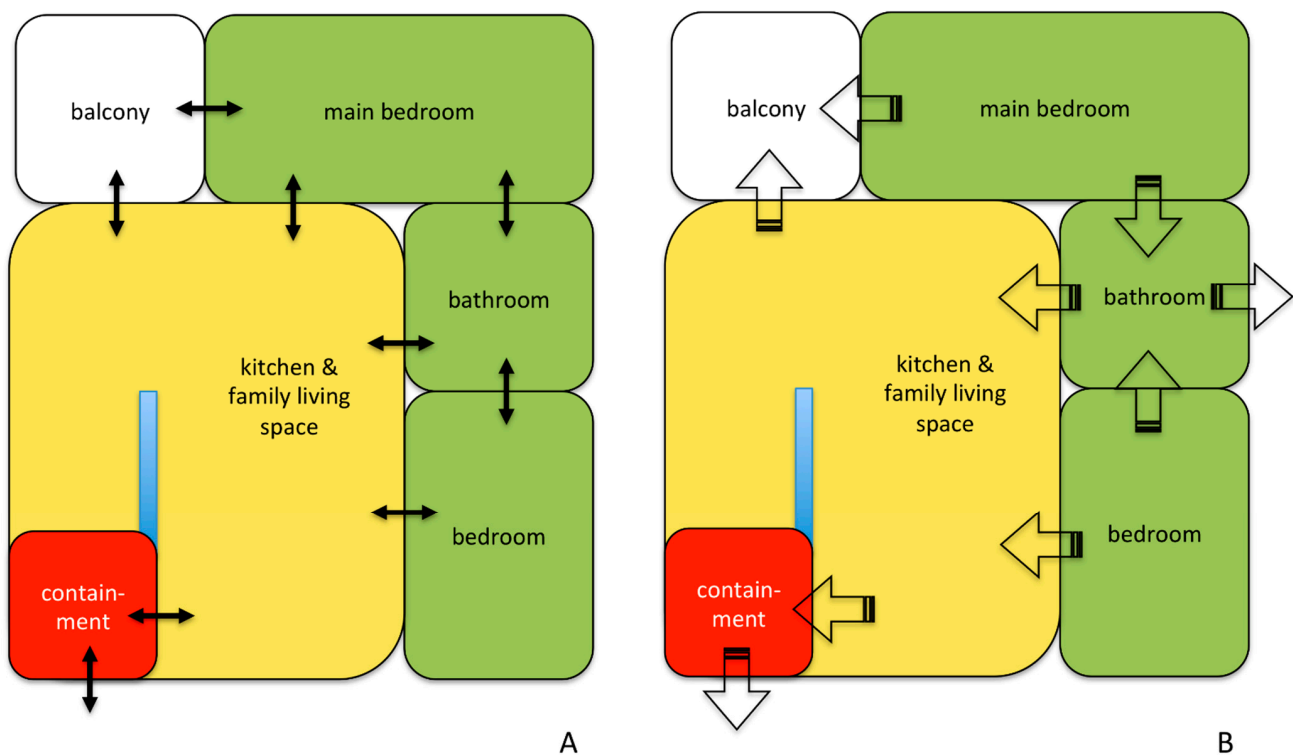 balcony
main bedroom
bathroom
kitchen &
family living
space
bedroom
contain-
ment
A
balcony
main bedroom
bathroom
kitchen &
family living
space
bedroom
contain-
ment
B